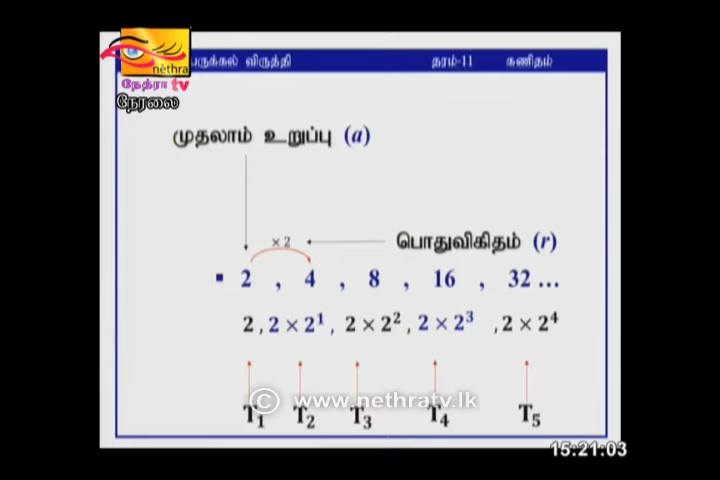 பருக்கல் விருத்தி தரம்-11 கணிதம்
nethra
நேத்ரா tv
நேரலை
முதலாம் உறுப்பு (a)
× 2
பொதுவிகிதம் (r)
▪ 2 , 4 , 8 , 16 , 32 ...
2 , 2 × 2¹ , 2 × 2² , 2 × 2³ , 2 × 2⁴
© www.nethratv.lk
T₁ T₂ T₃ T₄ T₅
15:21:03